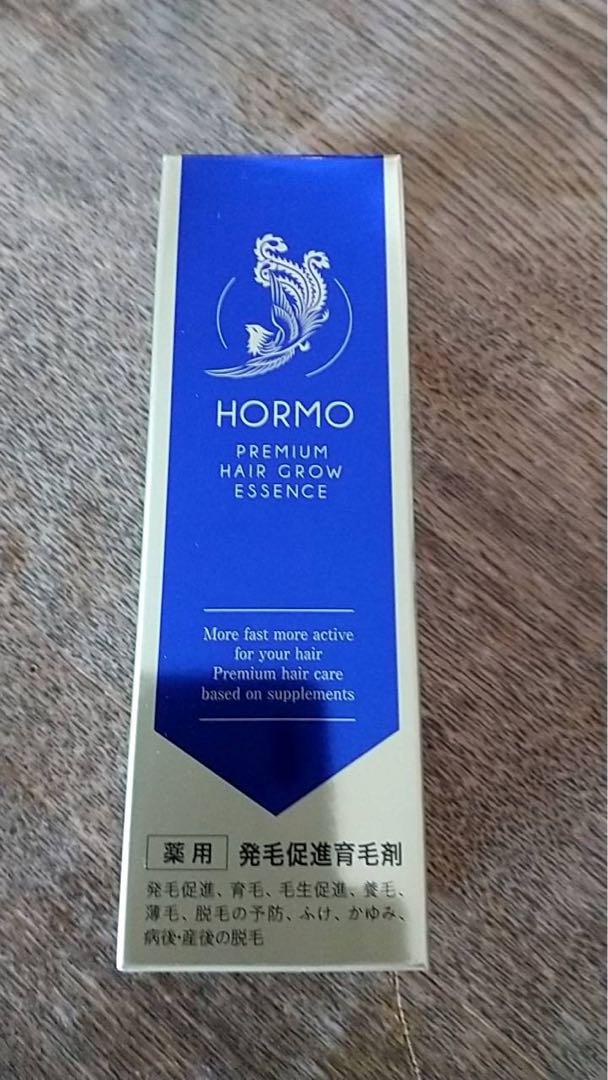 HORMO
PREMIUM
HAIR GROW
ESSENCE
More fast more active
for your hair
Premium hair care
based on supplements
薬用 発毛促進育毛剤
発毛促進、育毛、毛生促進、養毛、
薄毛、脱毛の予防、ふけ、かゆみ、
病後・産後の脱毛